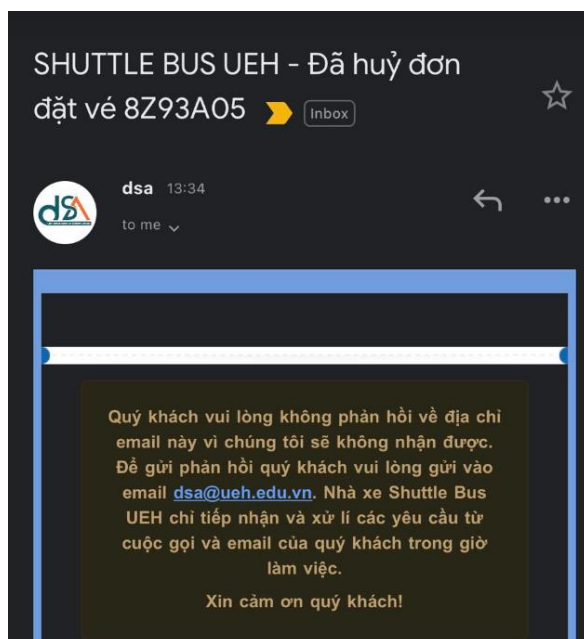 SHUTTLE BUS UEH - Đã huỷ đơn
đặt vé 8Z93A05 Inbox
dsa 13:34
dsa
to me
Quý khách vui lòng không phản hồi về địa chỉ
email này vì chúng tôi sẽ không nhận được.
Để gửi phản hồi quý khách vui lòng gửi vào
email dsa@ueh.edu.vn. Nhà xe Shuttle Bus
UEH chỉ tiếp nhận và xử lí các yêu cầu từ
cuộc gọi và email của quý khách trong giờ
làm việc.
Xin cảm ơn quý khách!